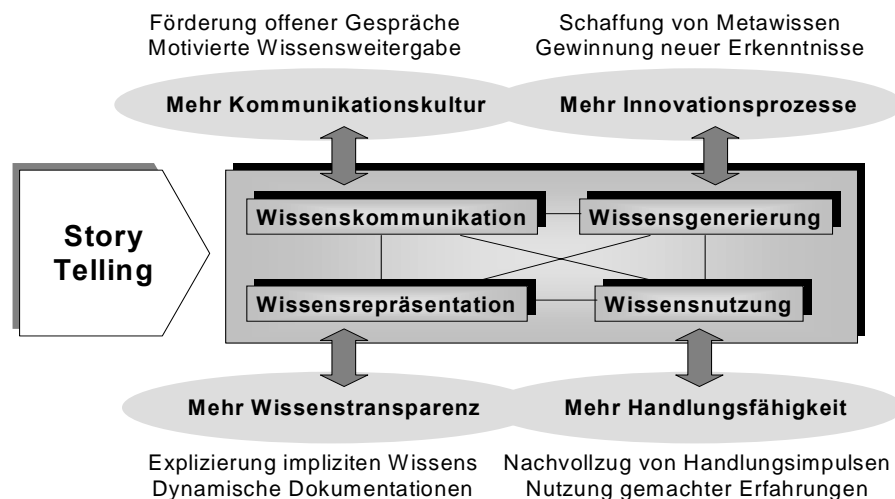 Förderung offener Gespräche
Motivierte Wissensweitergabe
Schaffung von Metawissen
Gewinnung neuer Erkenntnisse
Mehr Kommunikationskultur
Mehr Innovationsprozesse
Story
Telling
Wissenskommunikation
Wissensgenerierung
Wissensrepräsentation
Wissensnutzung
Mehr Wissenstransparenz
Mehr Handlungsfähigkeit
Explizierung impliziten Wissens
Dynamische Dokumentationen
Nachvollzug von Handlungsimpulsen
Nutzung gemachter Erfahrungen